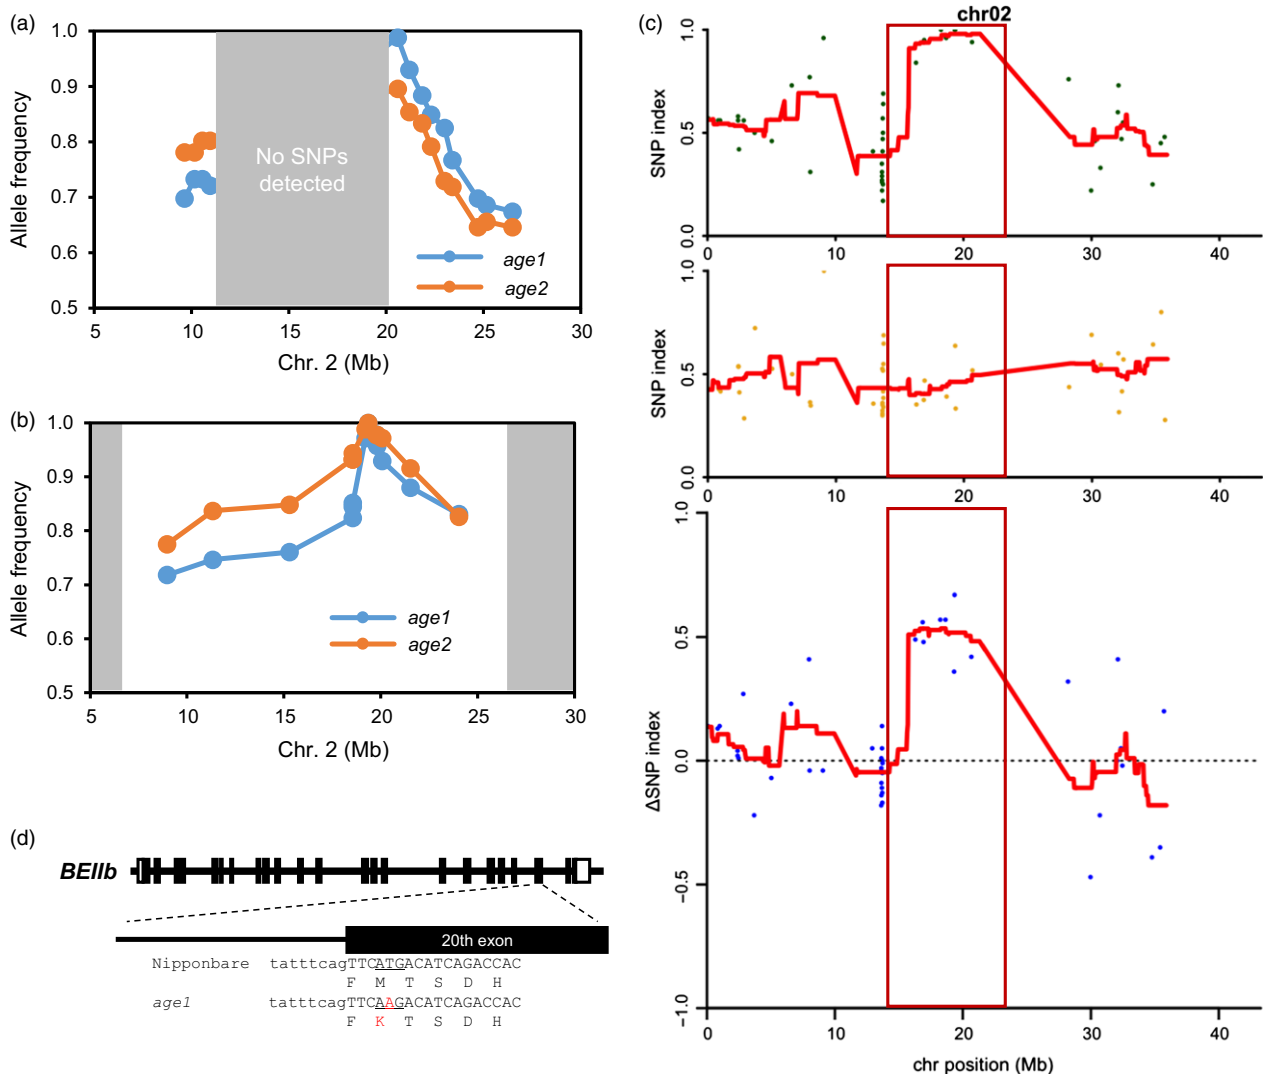 (a)
1.0
0.9
0.8
0.7
0.6
0.5
Allele frequency
No SNPs
detected
age1
age2
5
10
15
20
25
30
Chr. 2 (Mb)
(b)
1.0
0.9
0.8
0.7
0.6
0.5
Allele frequency
age1
age2
5
10
15
20
25
30
Chr. 2 (Mb)
(c)
chr02
SNP index
1.0
0.5
0.0
0
10
20
30
40
SNP index
1.0
0.5
0.0
0
10
20
30
40
ΔSNP index
1.0
0.5
0.0
−0.5
−1.0
0
10
20
30
40
chr position (Mb)
(d)
BEIIb
20th exon
Nipponbare tatttcagTTCATGACATCAGACCAC
F M T S D H
age1 tatttcagTTCAAGACATCAGACCAC
F K T S D H